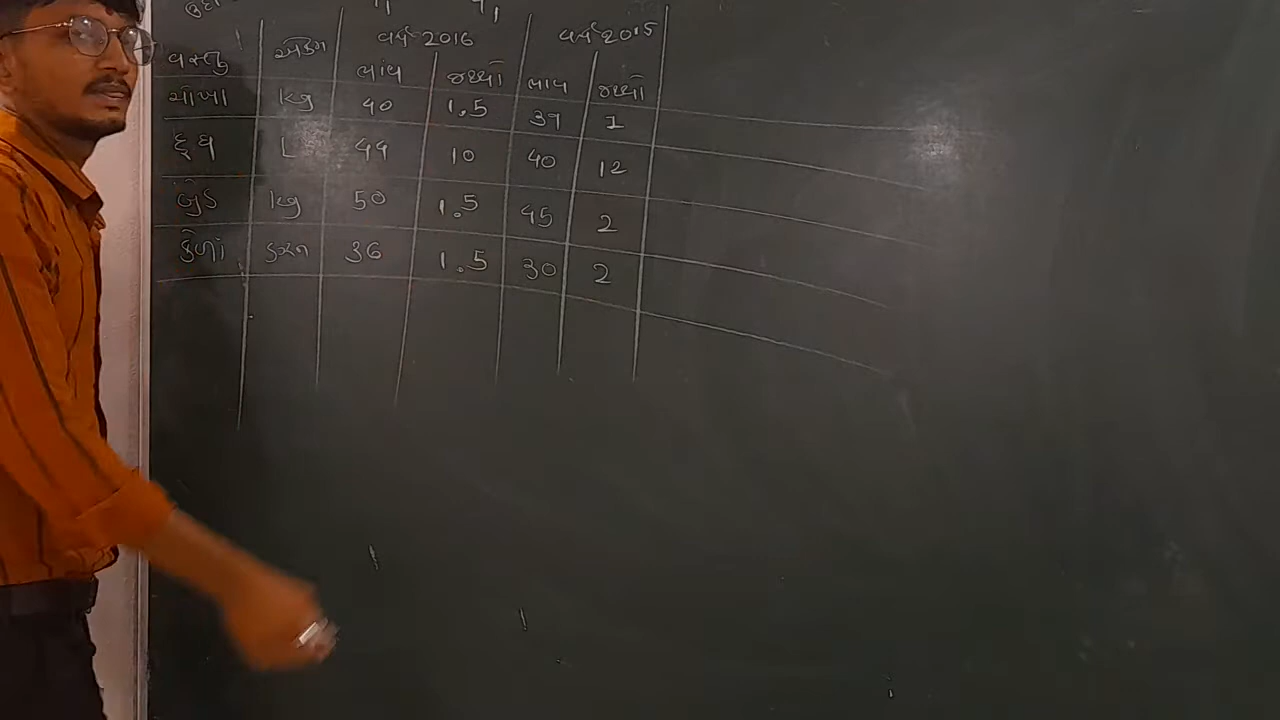 વસ્તુ એકમ વર્ષ 2016 વર્ષ 2015
ભાવ જથ્થો ભાવ જથ્થો
ચોખા kg 40 1.5 39 1
દૂધ L 44 10 40 12
બ્રેડ kg 50 1.5 45 2
કેળાં ડઝન 36 1.5 30 2